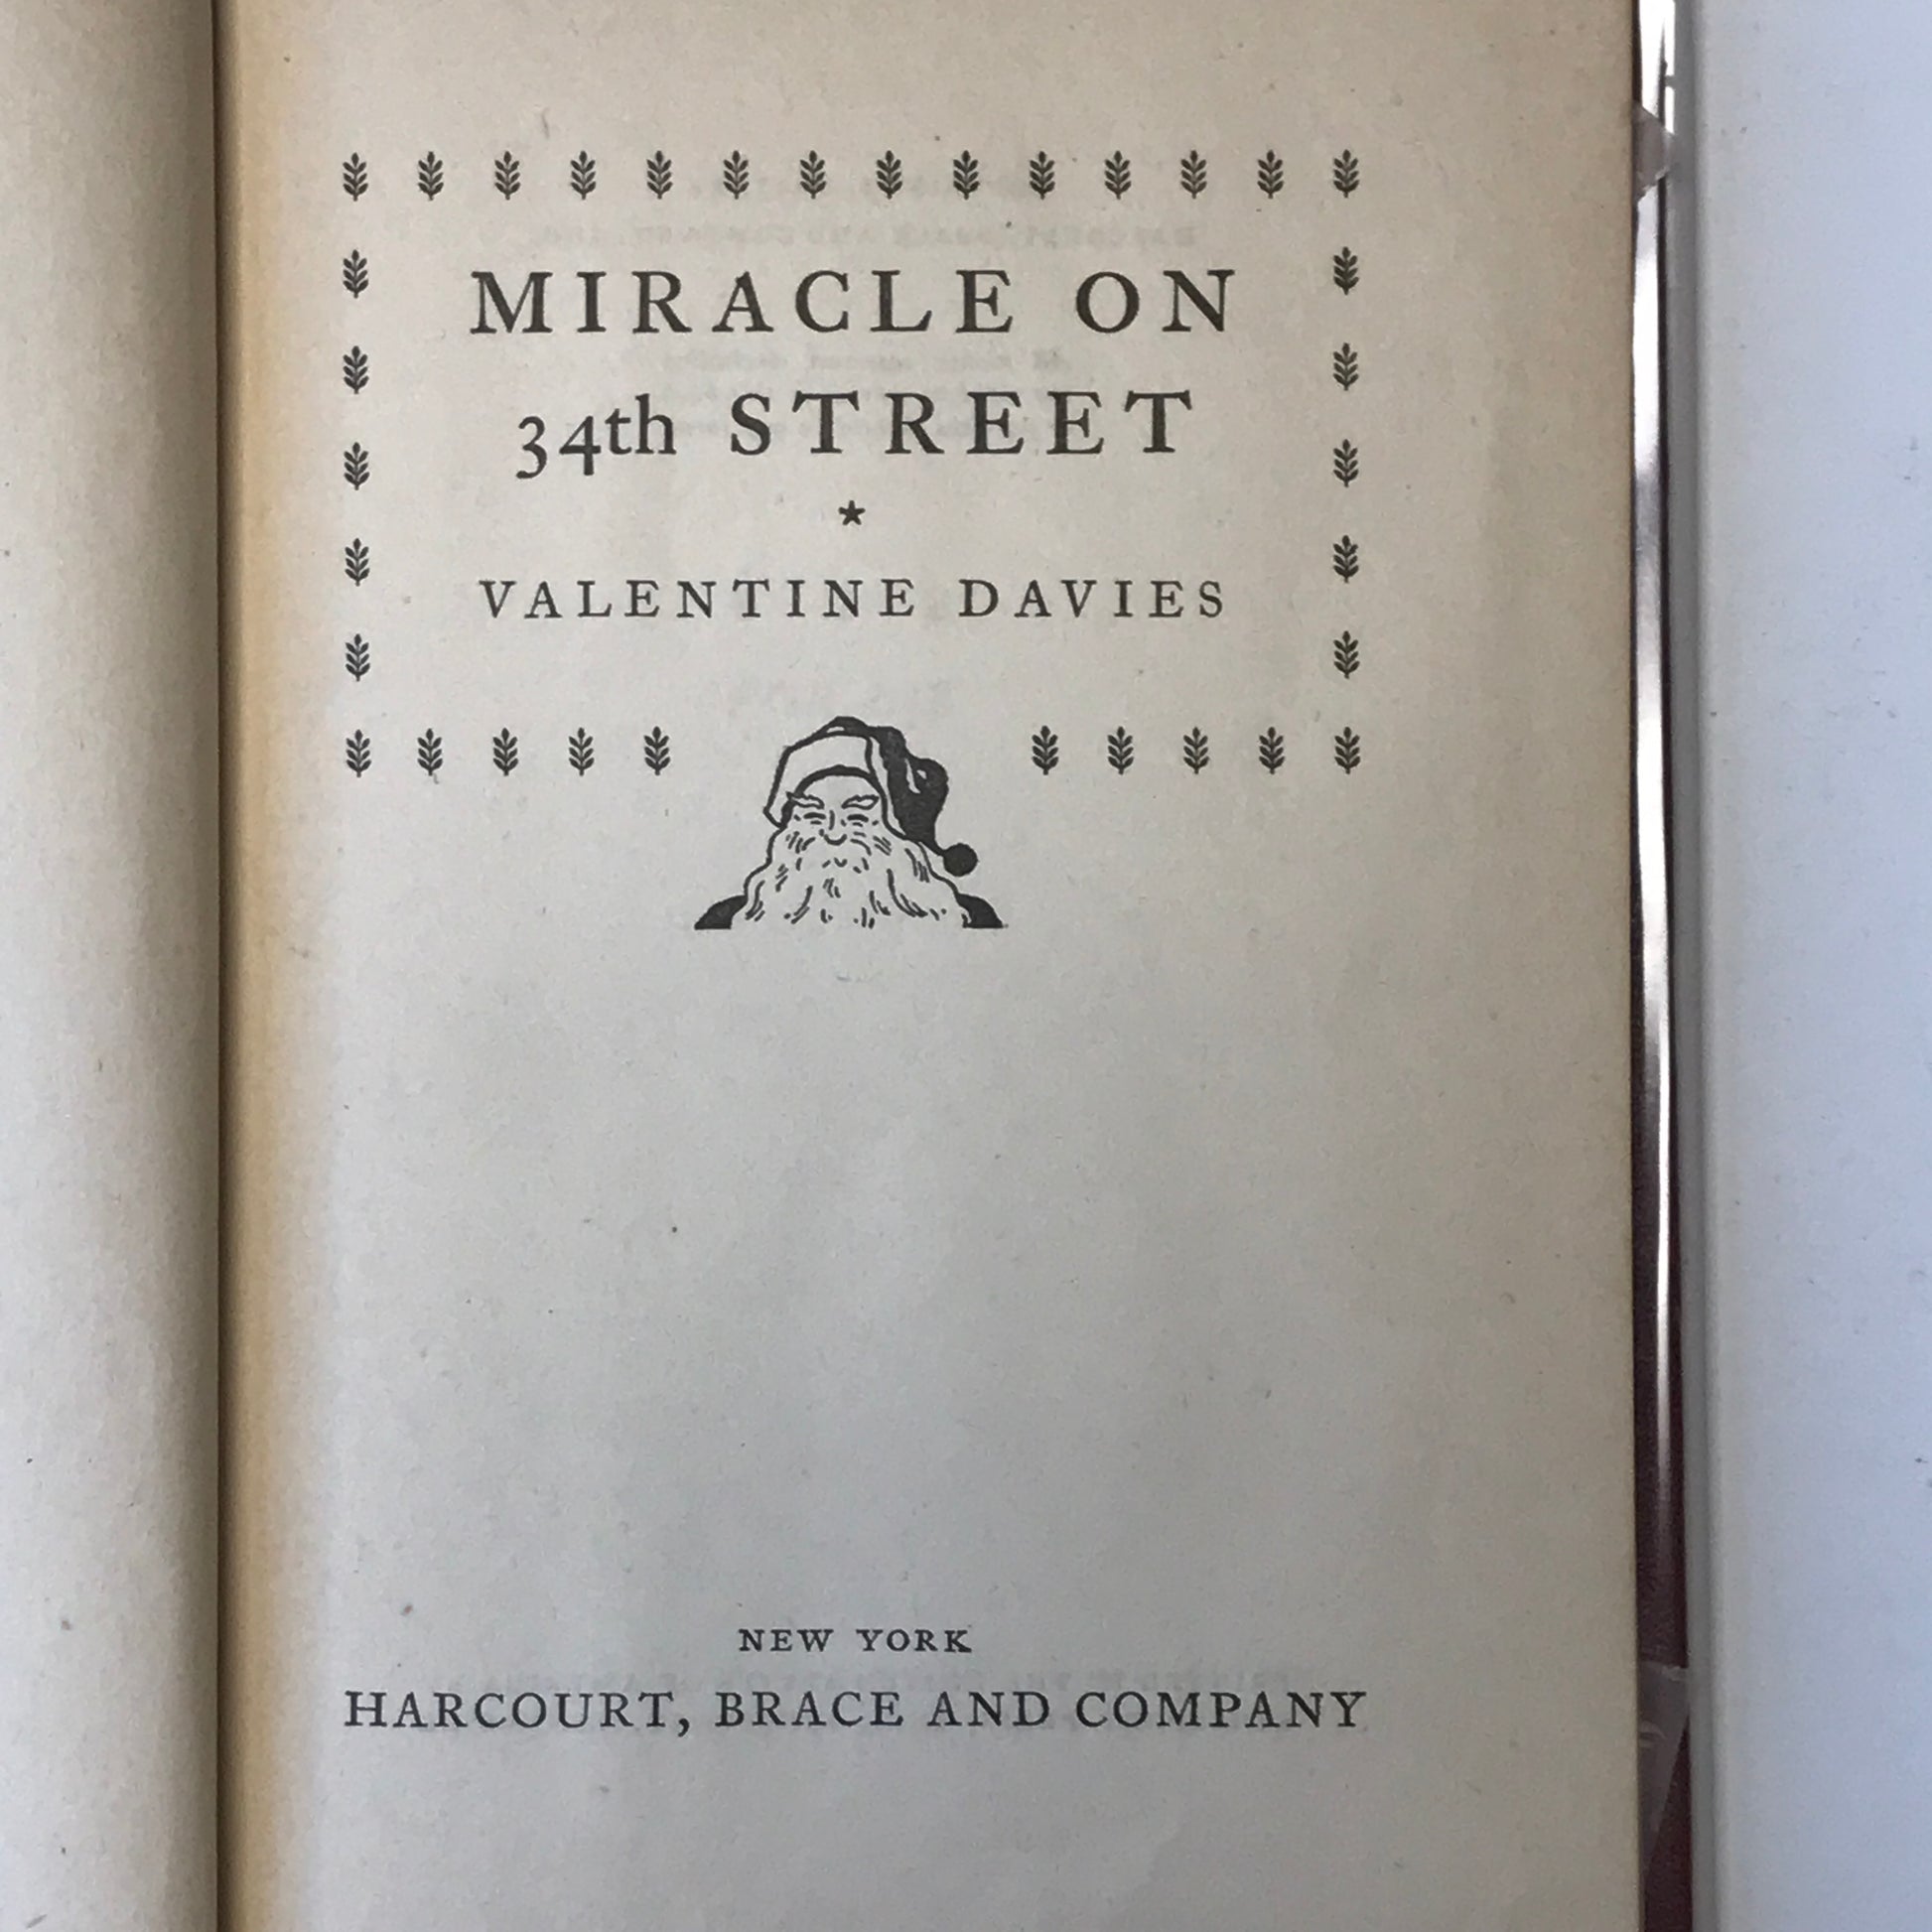 MIRACLE ON
34th STREET
VALENTINE DAVIES
NEW YORK
HARCOURT, BRACE AND COMPANY